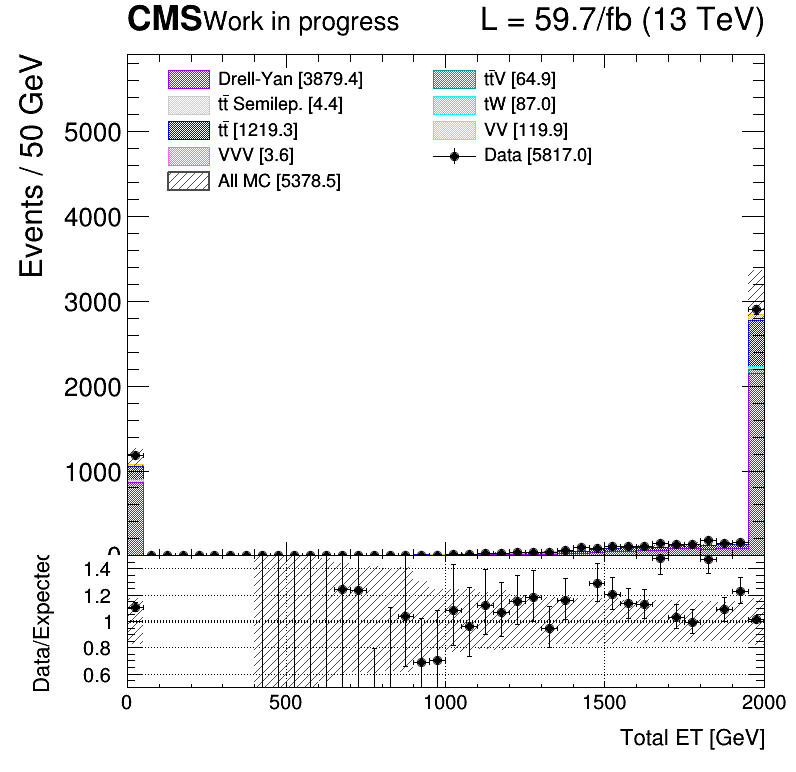 CMS Work in progress L = 59.7/fb (13 TeV)
Events / 50 GeV
Drell-Yan [3879.4]
tt̄ Semilep. [4.4]
tt̄ [1219.3]
VVV [3.6]
All MC [5378.5]
tt̄V [64.9]
tW [87.0]
VV [119.9]
Data [5817.0]
5000
4000
3000
2000
1000
0
Data/Expected
1.4
1.2
1
0.8
0.6
0 500 1000 1500 2000
Total ET [GeV]